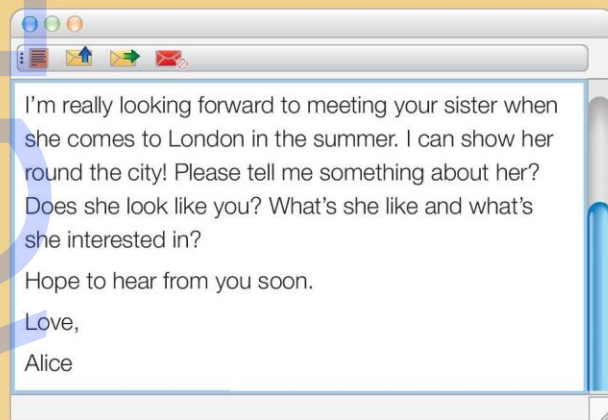 I'm really looking forward to meeting your sister when
she comes to London in the summer. I can show her
round the city! Please tell me something about her?
Does she look like you? What's she like and what's
she interested in?
Hope to hear from you soon.
Love,
Alice